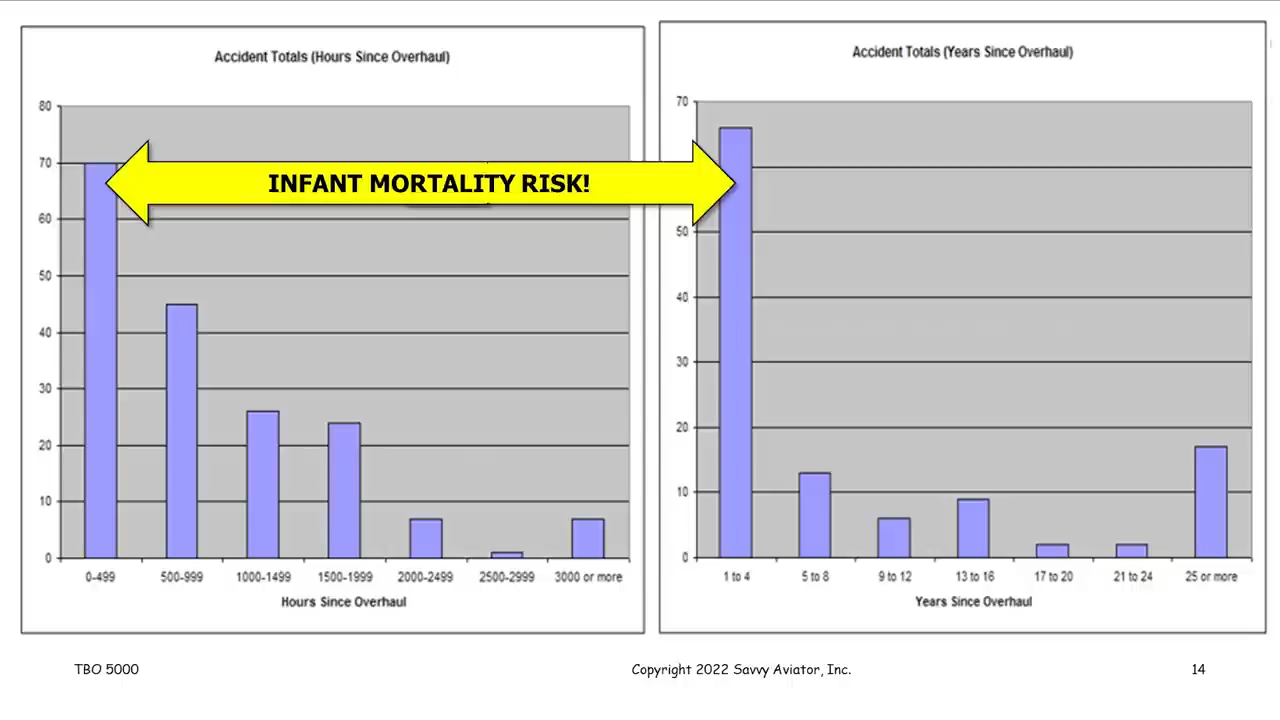 Accident Totals (Hours Since Overhaul)
80
70
60
50
40
30
20
10
0
0-499 500-999 1000-1499 1500-1999 2000-2499 2500-2999 3000 or more
Hours Since Overhaul
INFANT MORTALITY RISK!
Accident Totals (Years Since Overhaul)
70
50
40
30
20
10
0
1 to 4 5 to 8 9 to 12 13 to 16 17 to 20 21 to 24 25 or more
Years Since Overhaul
TBO 5000 Copyright 2022 Savvy Aviator, Inc. 14